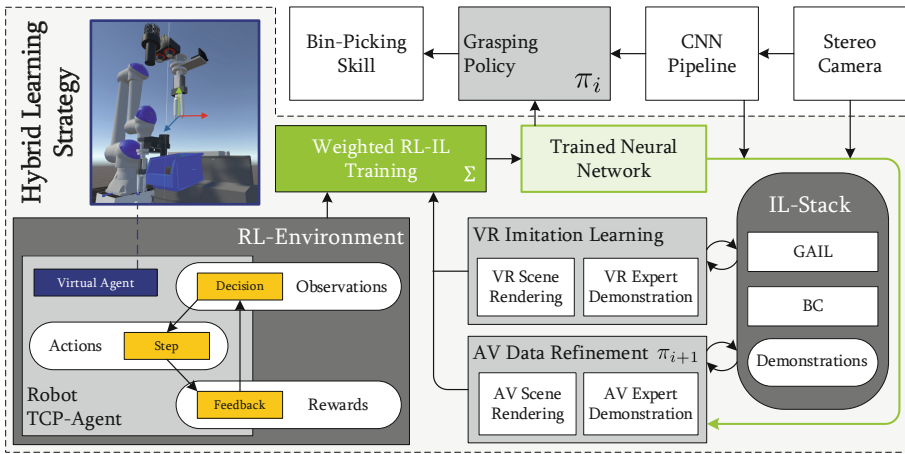 Hybrid Learning
Strategy
Bin-Picking
Skill
Grasping
Policy
π_i
CNN
Pipeline
Stereo
Camera
Weighted RL-IL
Training
Σ
Trained Neural
Network
RL-Environment
Virtual Agent
Decision
Observations
Actions
Step
Feedback
Rewards
Robot
TCP-Agent
VR Imitation Learning
VR Scene
Rendering
VR Expert
Demonstration
AV Data Refinement π_{i+1}
AV Scene
Rendering
AV Expert
Demonstration
IL-Stack
GAIL
BC
Demonstrations